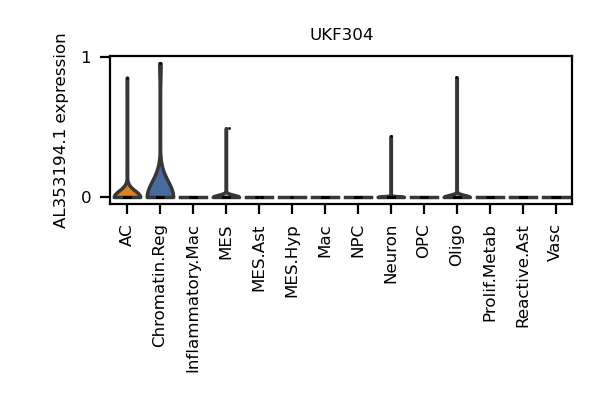 UKF304
AL353194.1 expression
1
0
AC
Chromatin.Reg
Inflammatory.Mac
MES
MES.Ast
MES.Hyp
Mac
NPC
Neuron
OPC
Oligo
Prolif.Metab
Reactive.Ast
Vasc